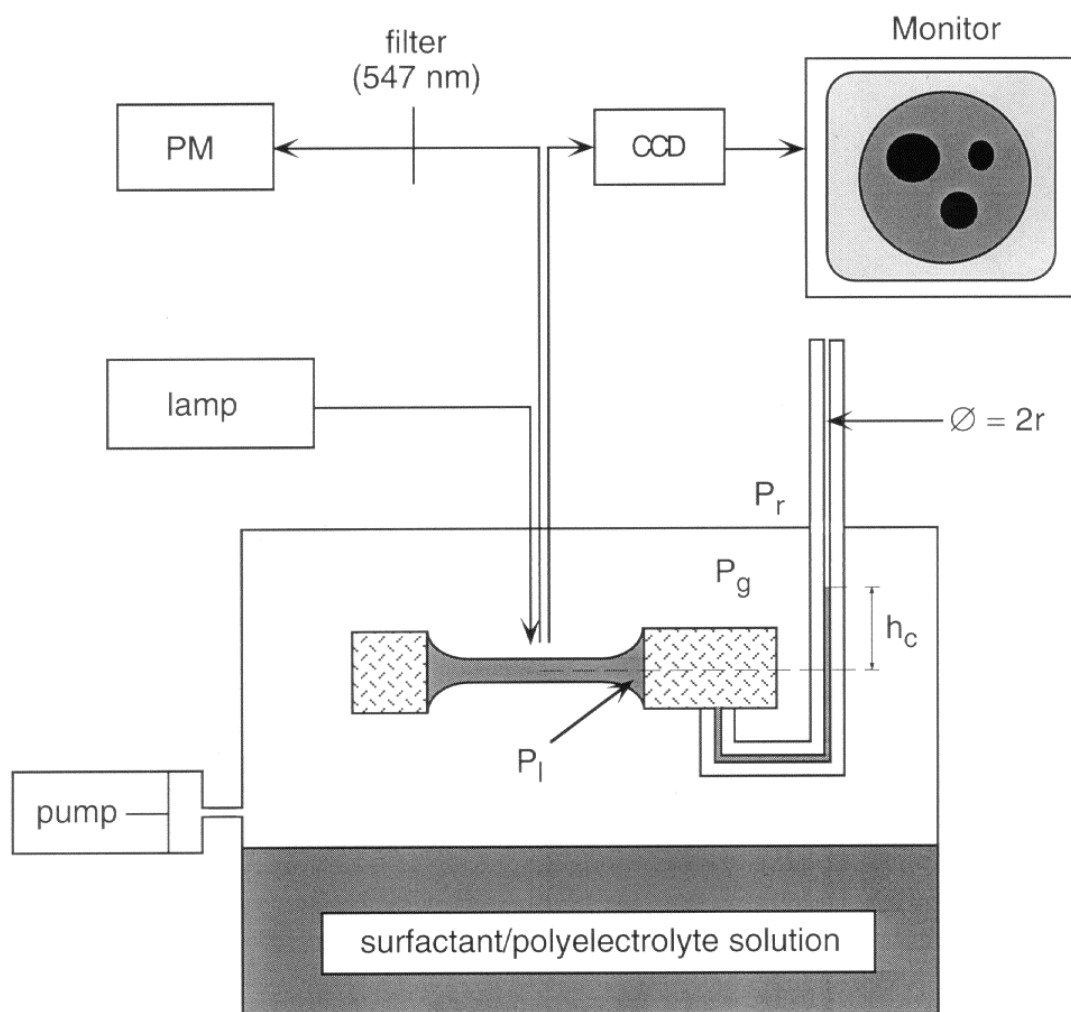 filter
(547 nm)
Monitor
PM
CCD
lamp
∅ = 2r
P_r
P_g
h_c
P_l
pump
surfactant/polyelectrolyte solution